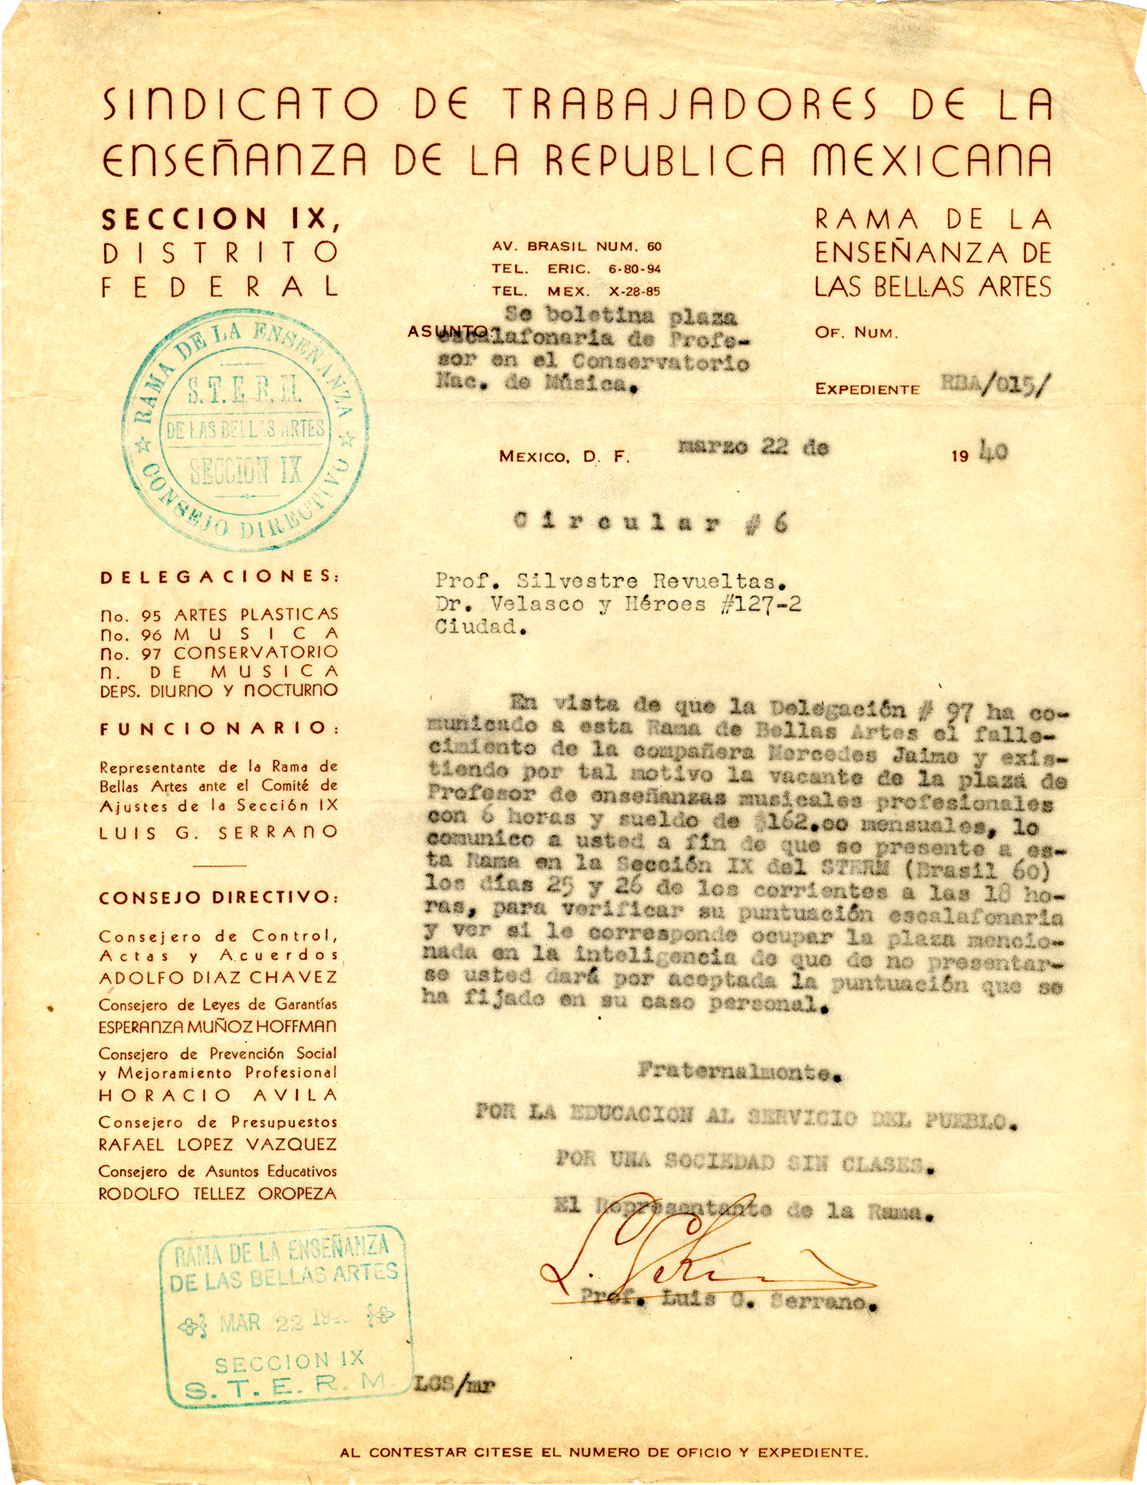 SINDICATO DE TRABAJADORES DE LA
ENSEÑANZA DE LA REPUBLICA MEXICANA
SECCION IX,
DISTRITO
FEDERAL
AV. BRASIL NUM. 60
TEL. ERIC. 6-80-94
TEL. MEX. X-28-85
RAMA DE LA
ENSEÑANZA DE
LAS BELLAS ARTES
ASUNTO:
Se boletina plaza
escalafonaria de Profe-
sor en el Conservatorio
Nac. de Música.
OF. NUM.
EXPEDIENTE RBA/015/
RAMA DE LA ENSEÑANZA
S.T.E.R.M.
DE LAS BELLAS ARTES
SECCION IX
CONSEJO DIRECTIVO
MEXICO, D. F. marzo 22 de 1940
Circular # 6
Prof. Silvestre Revueltas.
Dr. Velasco y Héroes #127-2
Ciudad.
DELEGACIONES:
No. 95 ARTES PLASTICAS
No. 96 MUSICA
No. 97 CONSERVATORIO
N. DE MUSICA
DEPS. DIURNO Y NOCTURNO
FUNCIONARIO:
Representante de la Rama de
Bellas Artes ante el Comité de
Ajustes de la Sección IX
LUIS G. SERRANO
CONSEJO DIRECTIVO:
Consejero de Control,
Actas y Acuerdos
ADOLFO DIAZ CHAVEZ
Consejero de Leyes de Garantías
ESPERANZA MUÑOZ HOFFMAN
Consejero de Prevención Social
y Mejoramiento Profesional
HORACIO AVILA
Consejero de Presupuestos
RAFAEL LOPEZ VAZQUEZ
Consejero de Asuntos Educativos
RODOLFO TELLEZ OROPEZA
En vista de que la Delegación # 97 ha co-
municado a esta Rama de Bellas Artes el falle-
cimiento de la compañera Mercedes Jaime y exis-
tiendo por tal motivo la vacante de la plaza de
Profesor de enseñanzas musicales profesionales
con 6 horas y sueldo de $162.00 mensuales, lo
comunico a usted a fin de que se presente a es-
ta Rama en la Sección IX del STERM (Brasil 60)
los días 25 y 26 de los corrientes a las 18 ho-
ras, para verificar su puntuación escalafonaria
y ver si le corresponde ocupar la plaza mencio-
nada en la inteligencia de que de no presentar-
se usted dará por aceptada la puntuación que se
ha fijado en su caso personal.
Fraternalmente.
POR LA EDUCACION AL SERVICIO DEL PUEBLO.
POR UNA SOCIEDAD SIN CLASES.
El Representante de la Rama.
Prof. Luis G. Serrano.
RAMA DE LA ENSEÑANZA
DE LAS BELLAS ARTES
MAR 22
SECCION IX
S. T. E. R. M.
LGS/mr
AL CONTESTAR CITESE EL NUMERO DE OFICIO Y EXPEDIENTE.